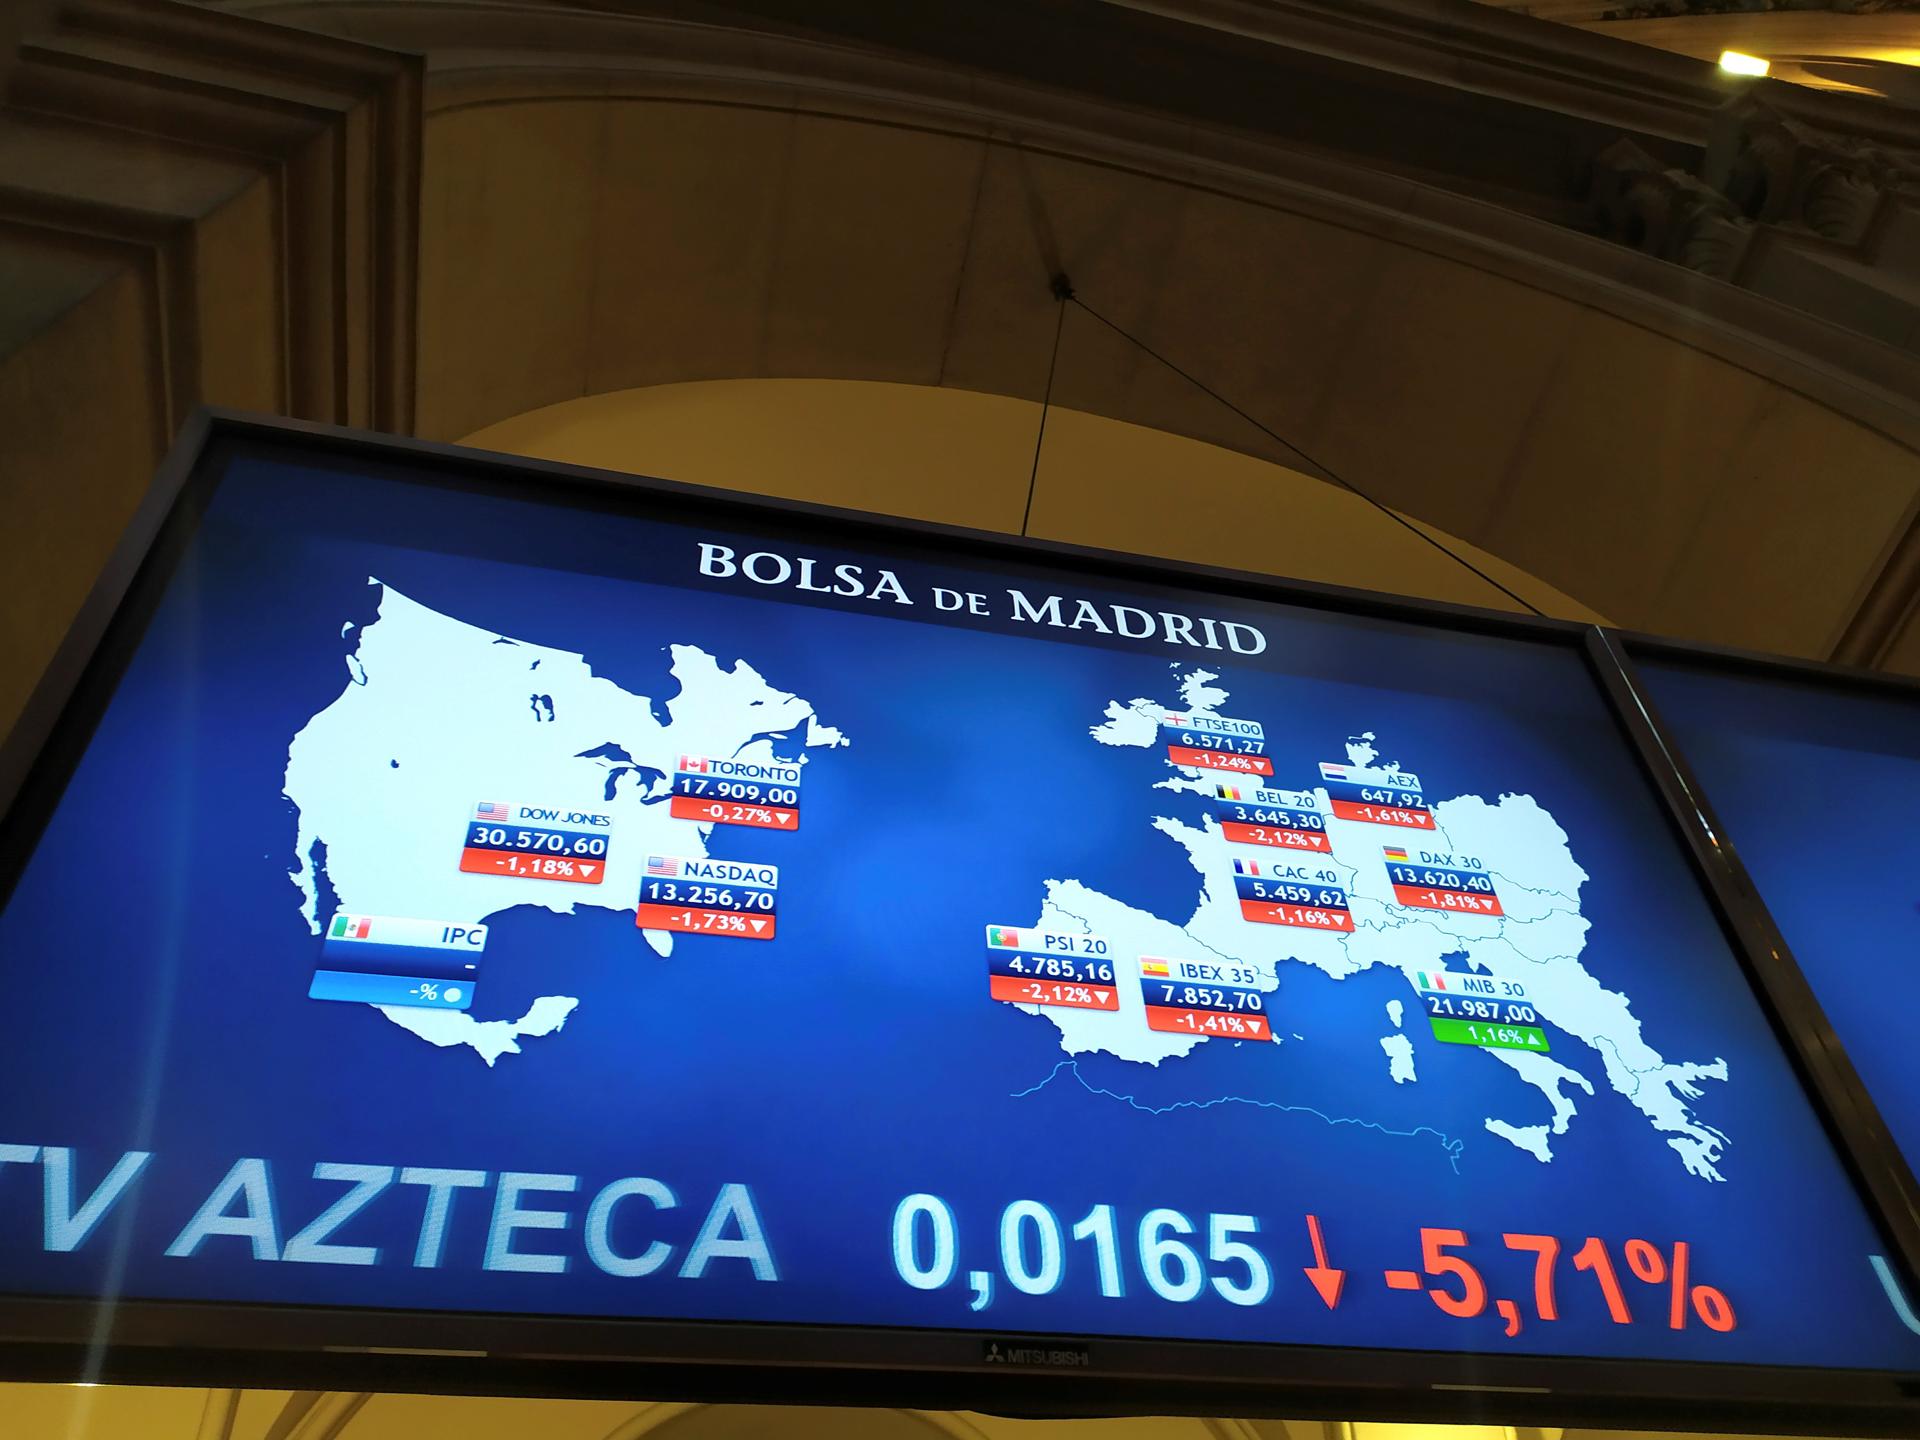 BOLSA DE MADRID
TORONTO
17.909,00
-0,27%
DOW JONES
30.570,60
-1,18%
NASDAQ
13.256,70
-1,73%
IPC
-
-%
FTSE100
6.571,27
-1,24%
AEX
647,92
-1,61%
BEL 20
3.645,30
-2,12%
DAX 30
13.620,40
-1,81%
CAC 40
5.459,62
-1,16%
PSI 20
4.785,16
-2,12%
IBEX 35
7.852,70
-1,41%
MIB 30
21.987,00
1,16%
TV AZTECA 0,0165 -5,71%
MITSUBISHI